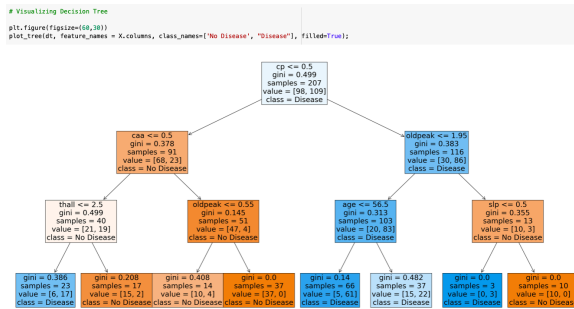 # Visualizing Decision Tree
plt.figure(figsize=(60,30))
plot_tree(dt, feature_names = X.columns, class_names=['No Disease', "Disease"], filled=True);
cp <= 0.5
gini = 0.499
samples = 207
value = [98, 109]
class = Disease
caa <= 0.5
gini = 0.378
samples = 91
value = [68, 23]
class = No Disease
oldpeak <= 1.95
gini = 0.383
samples = 116
value = [30, 86]
class = Disease
thall <= 2.5
gini = 0.499
samples = 40
value = [21, 19]
class = No Disease
oldpeak <= 0.55
gini = 0.145
samples = 51
value = [47, 4]
class = No Disease
age <= 56.5
gini = 0.313
samples = 103
value = [20, 83]
class = Disease
slp <= 0.5
gini = 0.355
samples = 13
value = [10, 3]
class = No Disease
gini = 0.386
samples = 23
value = [6, 17]
class = Disease
gini = 0.208
samples = 17
value = [15, 2]
class = No Disease
gini = 0.408
samples = 14
value = [10, 4]
class = No Disease
gini = 0.0
samples = 37
value = [37, 0]
class = No Disease
gini = 0.14
samples = 66
value = [5, 61]
class = Disease
gini = 0.482
samples = 37
value = [15, 22]
class = Disease
gini = 0.0
samples = 3
value = [0, 3]
class = Disease
gini = 0.0
samples = 10
value = [10, 0]
class = No Disease